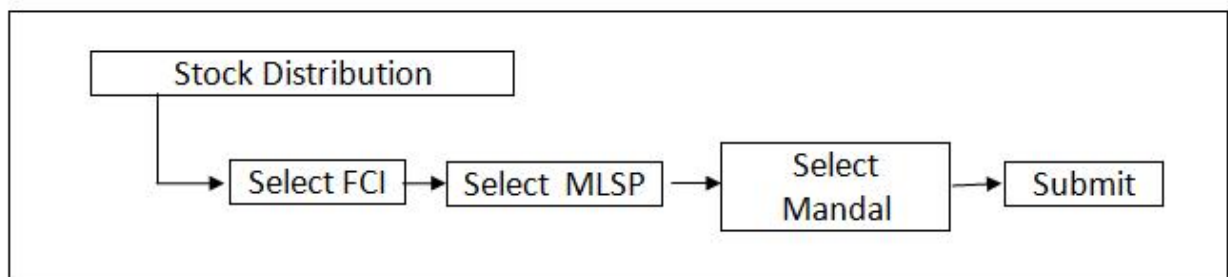 Stock Distribution
Select FCI
Select MLSP
Select
Mandal
Submit